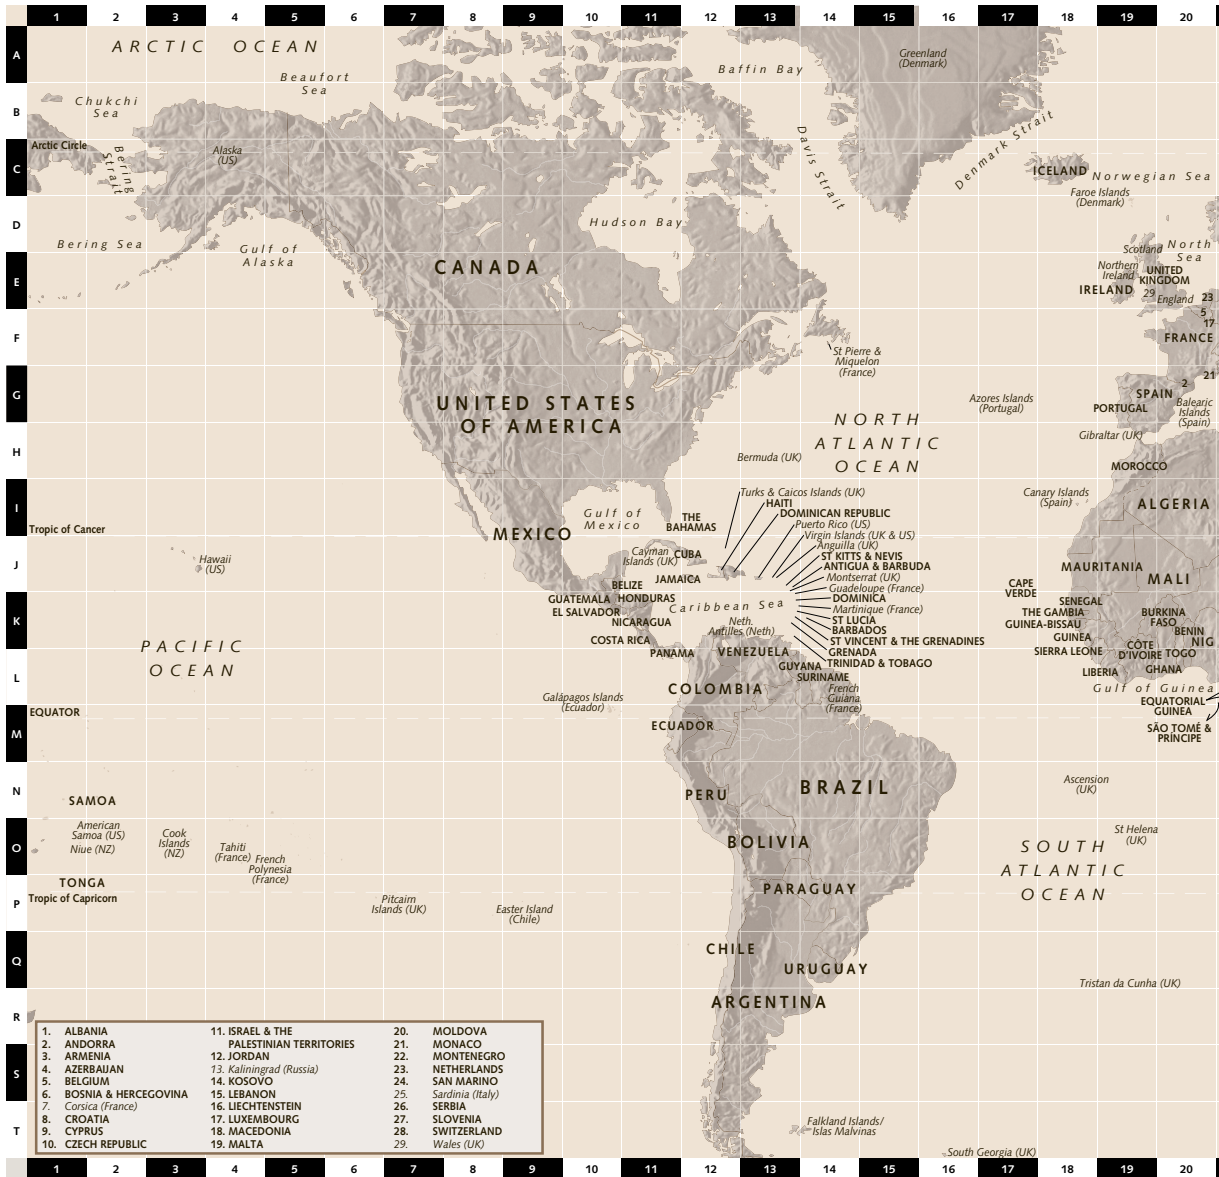 1 2 3 4 5 6 7 8 9 10 11 12 13 14 15 16 17 18 19 20
A
ARCTIC OCEAN
Greenland
(Denmark)
Baffin Bay
Beaufort
Sea
B
Chukchi
Sea
Davis Strait
Denmark Strait
C
Arctic Circle
Bering
Strait
Alaska
(US)
ICELAND
Norwegian Sea
Faroe Islands
(Denmark)
D
Hudson Bay
Bering Sea
Gulf of
Alaska
Scotland
North
Sea
E
CANADA
Northern
Ireland
UNITED
KINGDOM
IRELAND
29
England
23
5
17
F
FRANCE
St Pierre &
Miquelon
(France)
21
2
G
UNITED STATES
OF AMERICA
Azores Islands
(Portugal)
SPAIN
PORTUGAL
Balearic
Islands
(Spain)
NORTH
ATLANTIC
OCEAN
Gibraltar (UK)
H
Bermuda (UK)
MOROCCO
I
Turks & Caicos Islands (UK)
HAITI
DOMINICAN REPUBLIC
Puerto Rico (US)
Virgin Islands (UK & US)
Anguilla (UK)
Canary Islands
(Spain)
ALGERIA
Gulf of
Mexico
THE
BAHAMAS
Tropic of Cancer
MEXICO
J
Hawaii
(US)
Cayman
Islands (UK)
CUBA
ST KITTS & NEVIS
ANTIGUA & BARBUDA
Montserrat (UK)
Guadeloupe (France)
JAMAICA
BELIZE
MAURITANIA
MALI
CAPE
VERDE
K
GUATEMALA
HONDURAS
EL SALVADOR
NICARAGUA
COSTA RICA
Caribbean Sea
Neth.
Antilles (Neth)
DOMINICA
Martinique (France)
ST LUCIA
BARBADOS
ST VINCENT & THE GRENADINES
GRENADA
TRINIDAD & TOBAGO
SENEGAL
THE GAMBIA
GUINEA-BISSAU
GUINEA
SIERRA LEONE
BURKINA
FASO
BENIN
NIG
CÔTE
D'IVOIRE
TOGO
GHANA
LIBERIA
PACIFIC
OCEAN
L
PANAMA
VENEZUELA
GUYANA
SURINAME
French
Guiana
(France)
COLOMBIA
Galápagos Islands
(Ecuador)
Gulf of Guinea
EQUATORIAL
GUINEA
EQUATOR
M
ECUADOR
SÃO TOMÉ &
PRÍNCIPE
N
PERU
BRAZIL
Ascension
(UK)
SAMOA
O
American
Samoa (US)
Niue (NZ)
Cook
Islands
(NZ)
Tahiti
(France)
French
Polynesia
(France)
BOLIVIA
St Helena
(UK)
SOUTH
ATLANTIC
OCEAN
TONGA
P
Tropic of Capricorn
Pitcairn
Islands (UK)
Easter Island
(Chile)
PARAGUAY
Q
CHILE
URUGUAY
Tristan da Cunha (UK)
R
ARGENTINA
1. ALBANIA
2. ANDORRA
3. ARMENIA
4. AZERBAIJAN
5. BELGIUM
6. BOSNIA & HERCEGOVINA
7. Corsica (France)
8. CROATIA
9. CYPRUS
10. CZECH REPUBLIC
11. ISRAEL & THE
PALESTINIAN TERRITORIES
12. JORDAN
13. Kaliningrad (Russia)
14. KOSOVO
15. LEBANON
16. LIECHTENSTEIN
17. LUXEMBOURG
18. MACEDONIA
19. MALTA
20. MOLDOVA
21. MONACO
22. MONTENEGRO
23. NETHERLANDS
24. SAN MARINO
25. Sardinia (Italy)
26. SERBIA
27. SLOVENIA
28. SWITZERLAND
29. Wales (UK)
S
T
Falkland Islands/
Islas Malvinas
South Georgia (UK)
1 2 3 4 5 6 7 8 9 10 11 12 13 14 15 16 17 18 19 20